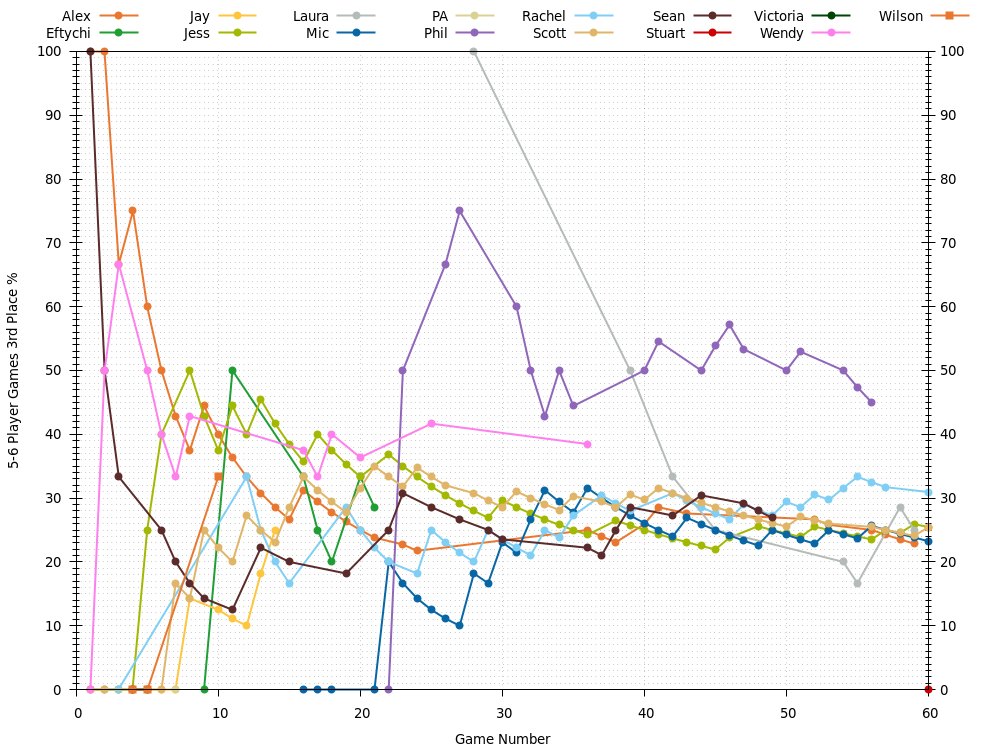 Alex Jay Laura PA Rachel Sean Victoria Wilson
Eftychi Jess Mic Phil Scott Stuart Wendy
100 100
90 90
80 80
70 70
60 60
50 50
40 40
30 30
20 20
10 10
0 0
5-6 Player Games 3rd Place %
0 10 20 30 40 50 60
Game Number